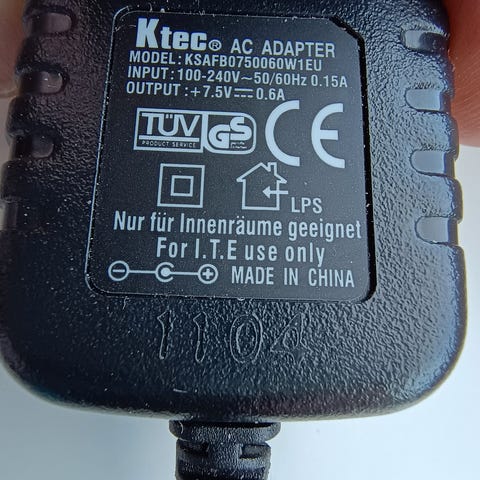 Ktec® AC ADAPTER
MODEL: KSAFB0750060W1EU
INPUT: 100-240V~50/60Hz 0.15A
OUTPUT: +7.5V⎓0.6A
TÜV GS CE
PRODUCT SERVICE
LPS
Nur für Innenräume geeignet
For I.T.E use only
MADE IN CHINA
1104